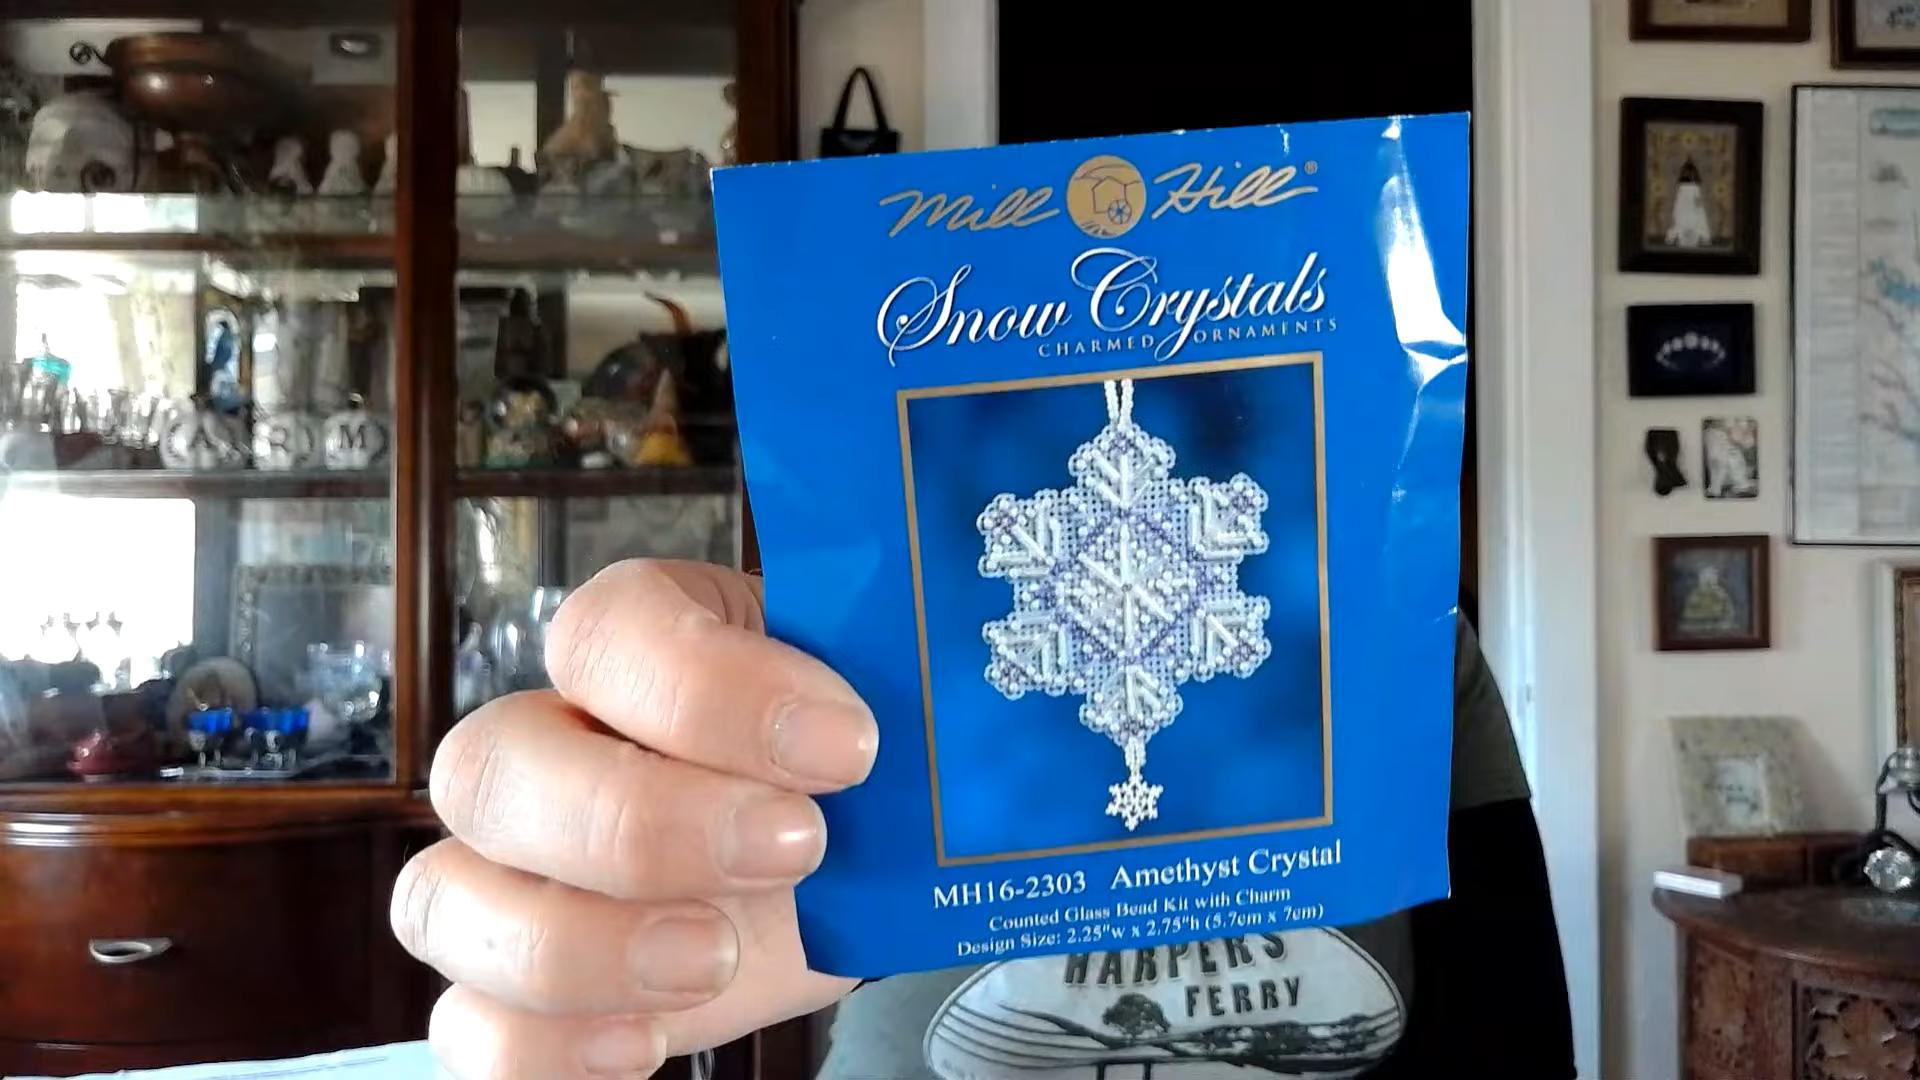 Mill Hill®
Snow Crystals
CHARMED ORNAMENTS
MH16-2303 Amethyst Crystal
Counted Glass Bead Kit with Charm
Design Size: 2.25"w x 2.75"h (5.7cm x 7cm)
HARPERS
FERRY
A R M